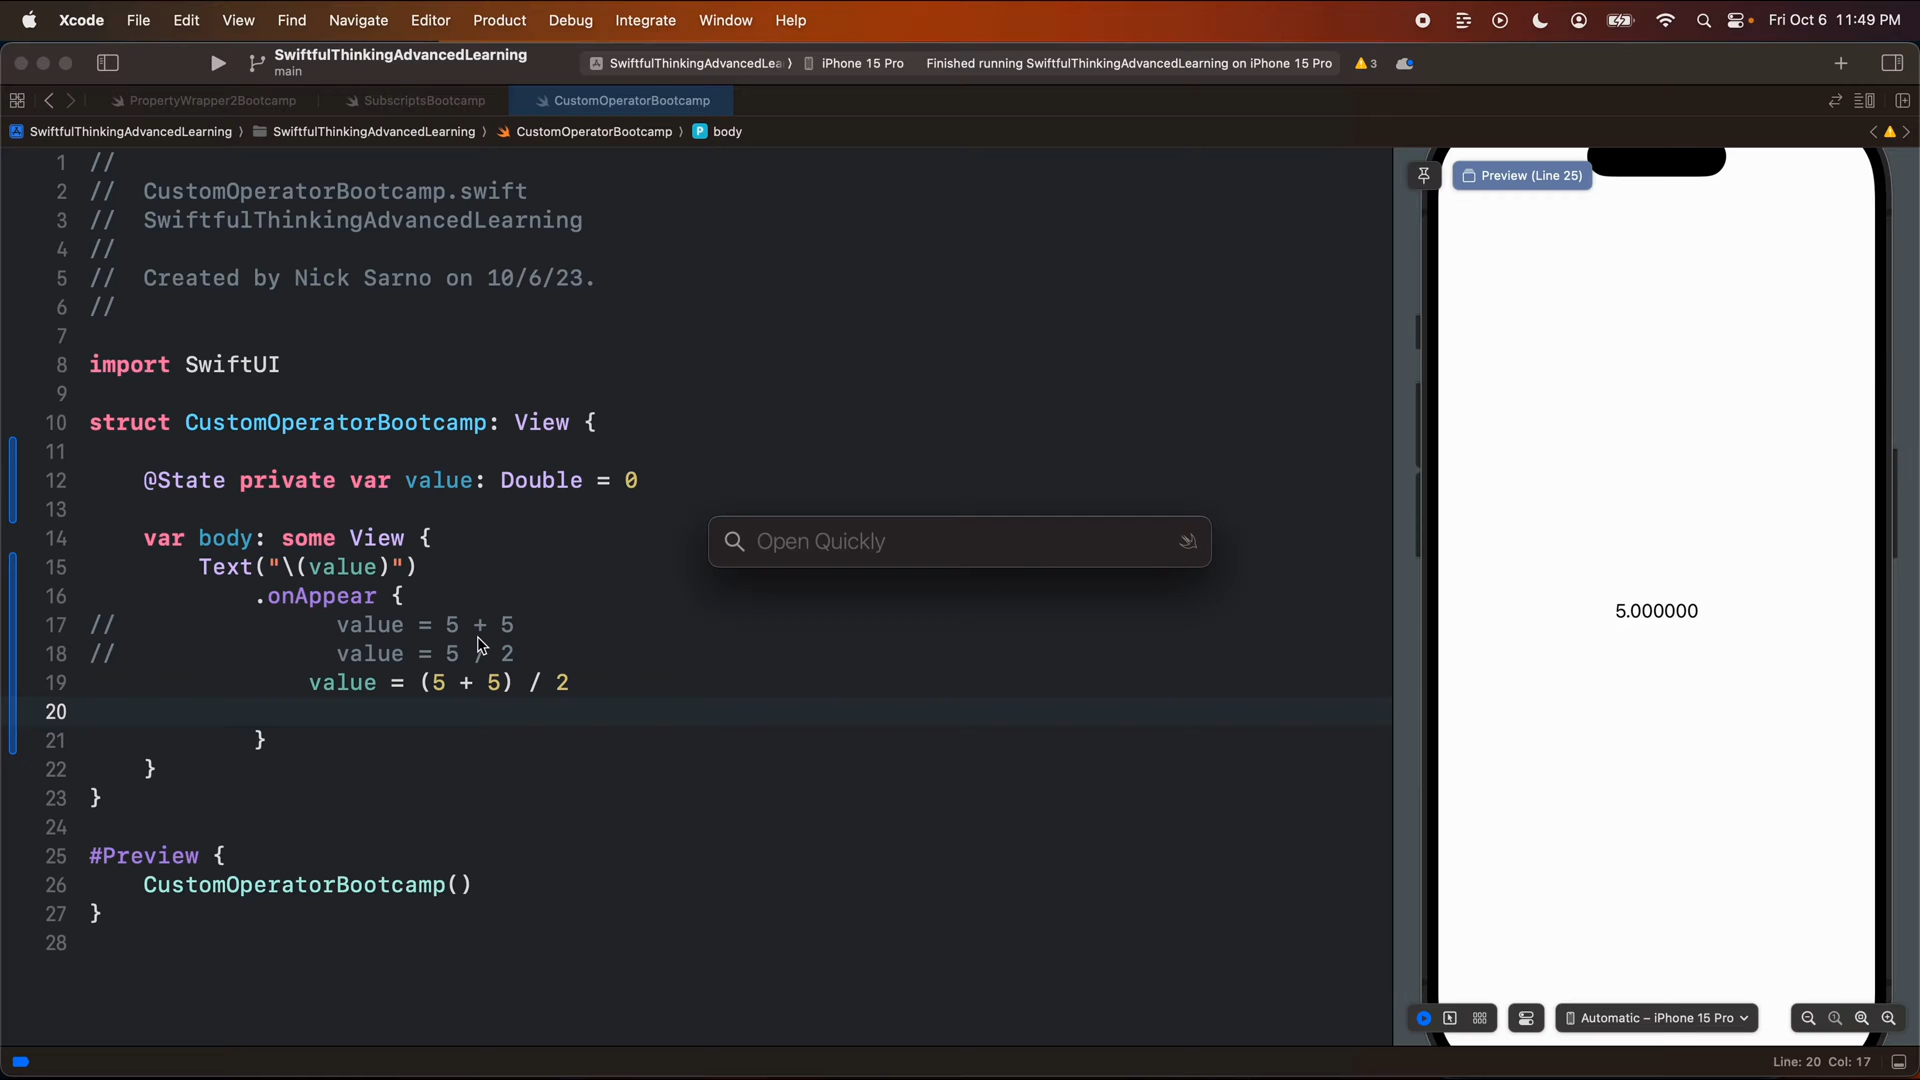 Xcode File Edit View Find Navigate Product Editor Debug Integrate Window Help Fri Oct 6 11:49 PM
SwiftfulThinkingAdvancedLearning
main
SwiftfulThinkingAdvancedLea⟩ iPhone 15 Pro Finished running SwiftfulThinkingAdvancedLearning on iPhone 15 Pro 3
PropertyWrapper2Bootcamp SubscriptsBootcamp CustomOperatorBootcamp
SwiftfulThinkingAdvancedLearning ⟩ SwiftfulThinkingAdvancedLearning ⟩ CustomOperatorBootcamp ⟩ P body
1 //
2 // CustomOperatorBootcamp.swift
3 // SwiftfulThinkingAdvancedLearning
4 //
5 // Created by Nick Sarno on 10/6/23.
6 //
7
8 import SwiftUI
9
10 struct CustomOperatorBootcamp: View {
11
12 @State private var value: Double = 0
13
14 var body: some View {
15 Text("\(value)")
16 .onAppear {
17 // value = 5 + 5
18 // value = 5 / 2
19 value = (5 + 5) / 2
20
21 }
22 }
23 }
24
25 #Preview {
26 CustomOperatorBootcamp()
27 }
28
Open Quickly
Preview (Line 25)
5.000000
Automatic – iPhone 15 Pro
Line: 20 Col: 17